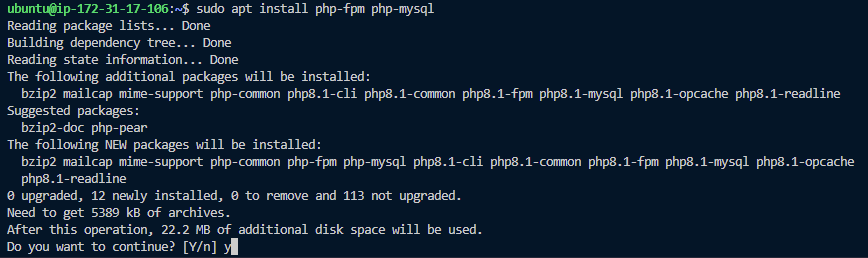 ubuntu@ip-172-31-17-106:~$ sudo apt install php-fpm php-mysql
Reading package lists... Done
Building dependency tree... Done
Reading state information... Done
The following additional packages will be installed:
  bzip2 mailcap mime-support php-common php8.1-cli php8.1-common php8.1-fpm php8.1-mysql php8.1-opcache php8.1-readline
Suggested packages:
  bzip2-doc php-pear
The following NEW packages will be installed:
  bzip2 mailcap mime-support php-common php-fpm php-mysql php8.1-cli php8.1-common php8.1-fpm php8.1-mysql php8.1-opcache
  php8.1-readline
0 upgraded, 12 newly installed, 0 to remove and 113 not upgraded.
Need to get 5389 kB of archives.
After this operation, 22.2 MB of additional disk space will be used.
Do you want to continue? [Y/n] y